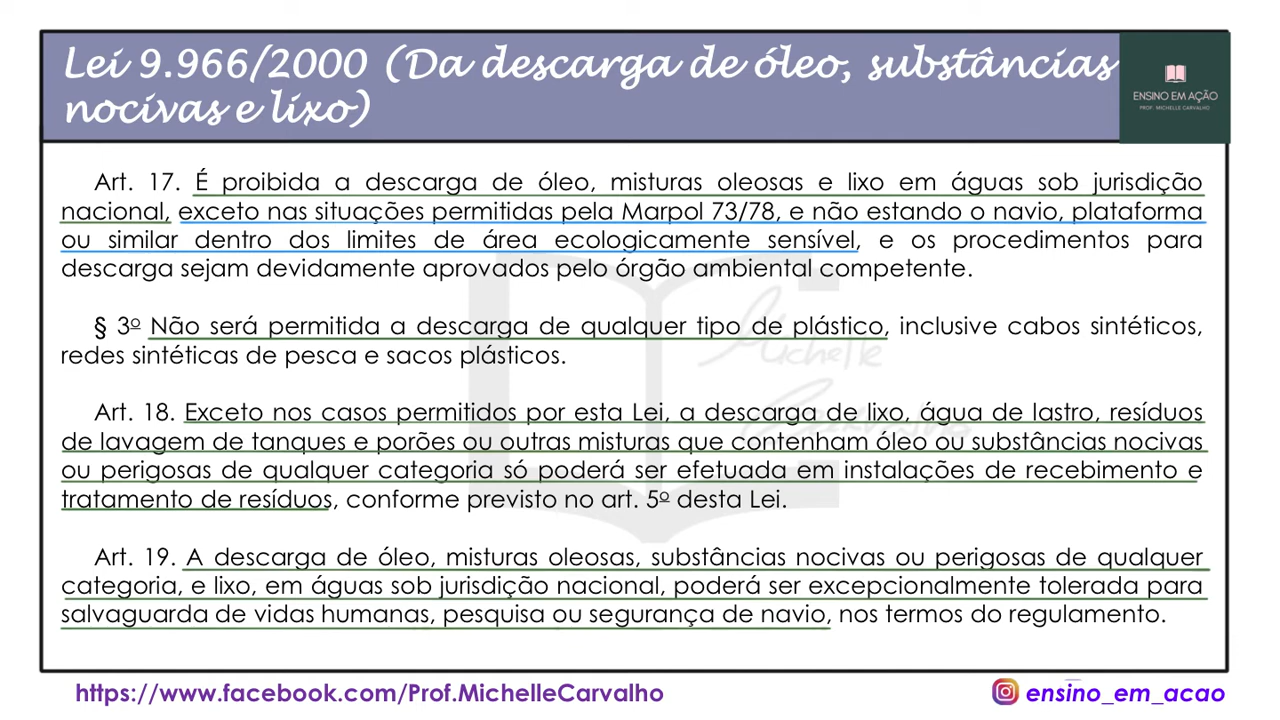 Lei 9.966/2000 (Da descarga de óleo, substâncias
nocivas e lixo)
ENSINO EM AÇÃO
PROF. MICHELLE CARVALHO
Art. 17. É proibida a descarga de óleo, misturas oleosas e lixo em águas sob jurisdição
nacional, exceto nas situações permitidas pela Marpol 73/78, e não estando o navio, plataforma
ou similar dentro dos limites de área ecologicamente sensível, e os procedimentos para
descarga sejam devidamente aprovados pelo órgão ambiental competente.
§ 3º Não será permitida a descarga de qualquer tipo de plástico, inclusive cabos sintéticos,
redes sintéticas de pesca e sacos plásticos.
Art. 18. Exceto nos casos permitidos por esta Lei, a descarga de lixo, água de lastro, resíduos
de lavagem de tanques e porões ou outras misturas que contenham óleo ou substâncias nocivas
ou perigosas de qualquer categoria só poderá ser efetuada em instalações de recebimento e
tratamento de resíduos, conforme previsto no art. 5º desta Lei.
Art. 19. A descarga de óleo, misturas oleosas, substâncias nocivas ou perigosas de qualquer
categoria, e lixo, em águas sob jurisdição nacional, poderá ser excepcionalmente tolerada para
salvaguarda de vidas humanas, pesquisa ou segurança de navio, nos termos do regulamento.
Michelle
Carvalho
https://www.facebook.com/Prof.MichelleCarvalho
ensino_em_acao